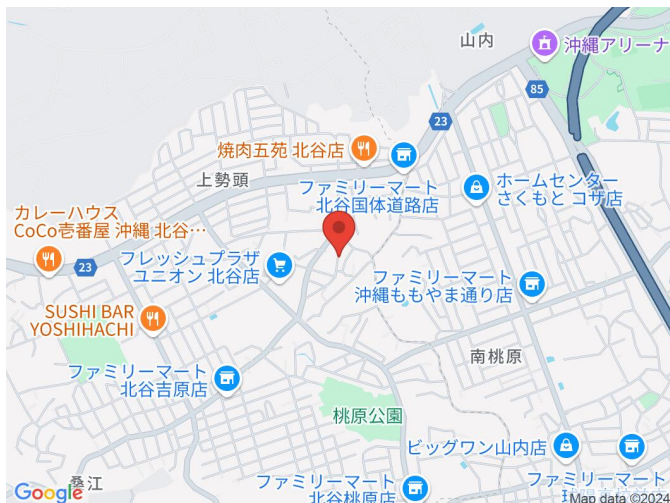 山内
沖縄アリーナ
85
23
焼肉五苑 北谷店
上勢頭
ファミリーマート
北谷国体道路店
ホームセンター
さくもと コザ店
カレーハウス
CoCo壱番屋 沖縄 北谷…
23
フレッシュプラザ
ユニオン 北谷店
ファミリーマート
沖縄ももやま通り店
SUSHI BAR
YOSHIHACHI
南桃原
ファミリーマート
北谷吉原店
桃原公園
ビッグワン山内店
桑江
ファミリーマート
北谷桃原店
ファミリーマ
Google
Map data ©2024